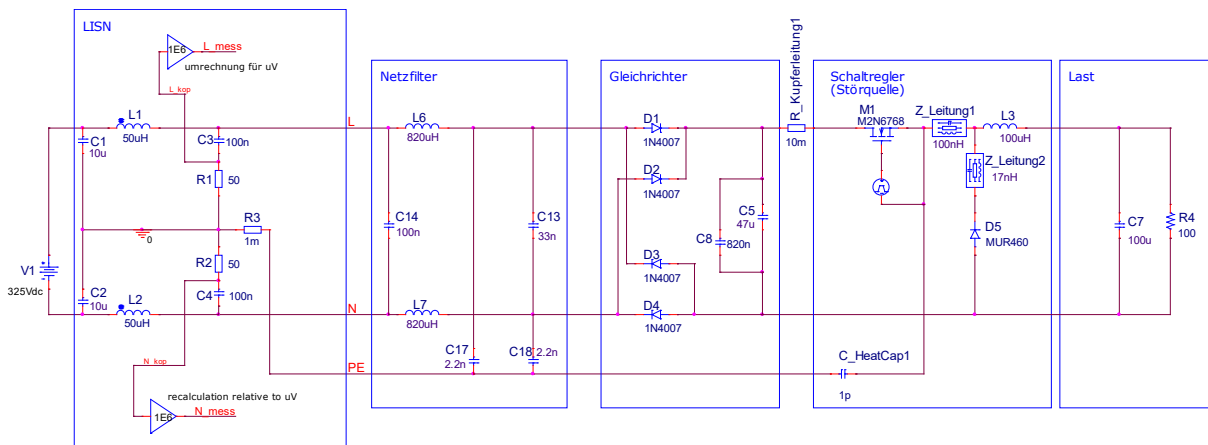 LISN
1E6
L_mess
umrechnung für uV
L_kop
L1
50uH
C1
10u
C3
100n
R1
50
R3
1m
0
R2
50
V1
325Vdc
C2
10u
L2
50uH
C4
100n
N_kop
recalculation relative to uV
1E6
N_mess
L
N
PE
Netzfilter
L6
820uH
C14
100n
C13
33n
L7
820uH
C17
2.2n
C18
2.2n
Gleichrichter
D1
1N4007
D2
1N4007
C5
47u
C8
820n
D3
1N4007
D4
1N4007
R_Kupferleitung1
10m
Schaltregler
(Störquelle)
M1
M2N6768
Z_Leitung1
100nH
L3
100uH
Z_Leitung2
17nH
D5
MUR460
C_HeatCap1
1p
Last
C7
100u
R4
100